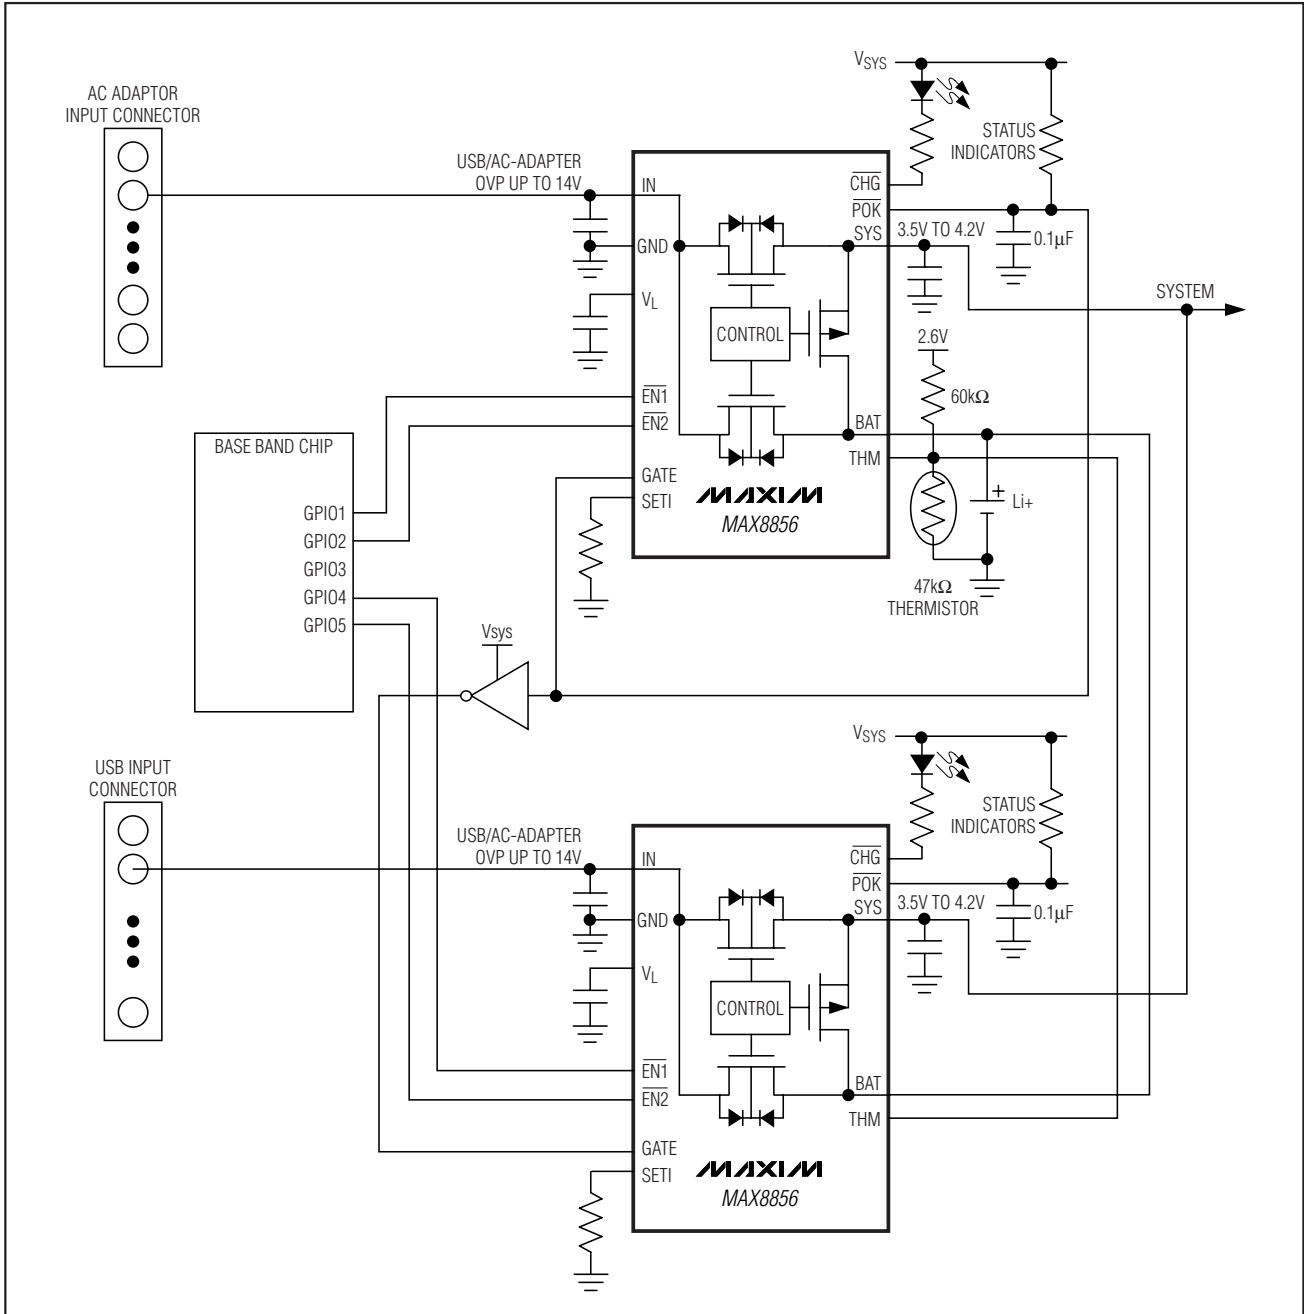 AC ADAPTOR
INPUT CONNECTOR
USB/AC-ADAPTER
OVP UP TO 14V
VSYS
STATUS
INDICATORS
IN
GND
VL
EN1
EN2
GATE
SETI
CHG
POK
SYS
BAT
THM
CONTROL
MAXIM
MAX8856
3.5V TO 4.2V
0.1µF
SYSTEM
2.6V
60kΩ
+
Li+
47kΩ
THERMISTOR
BASE BAND CHIP
GPIO1
GPIO2
GPIO3
GPIO4
GPIO5
Vsys
USB INPUT
CONNECTOR
USB/AC-ADAPTER
OVP UP TO 14V
VSYS
STATUS
INDICATORS
IN
GND
VL
EN1
EN2
GATE
SETI
CHG
POK
SYS
BAT
THM
CONTROL
MAXIM
MAX8856
3.5V TO 4.2V
0.1µF